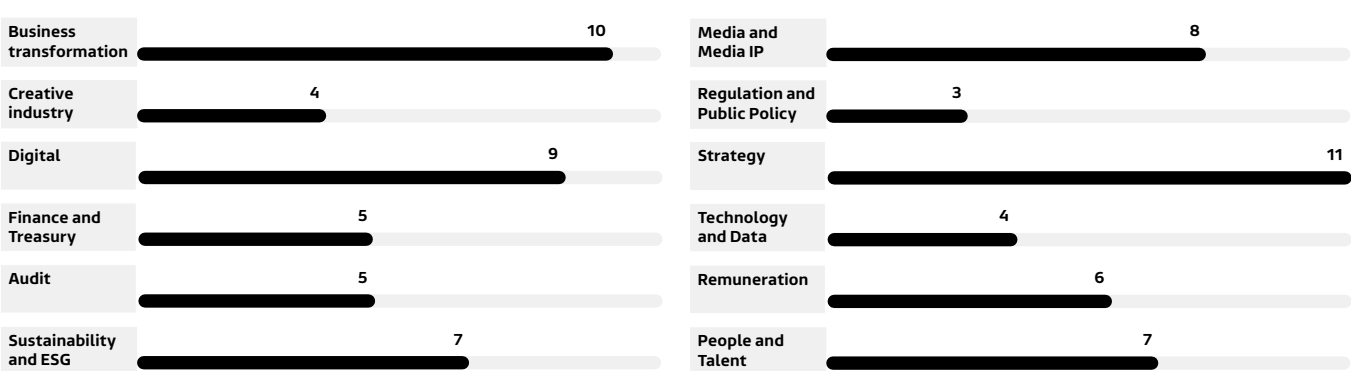 Business
transformation
10
Creative
industry
4
Digital
9
Finance and
Treasury
5
Audit
5
Sustainability
and ESG
7
Media and
Media IP
8
Regulation and
Public Policy
3
Strategy
11
Technology
and Data
4
Remuneration
6
People and
Talent
7